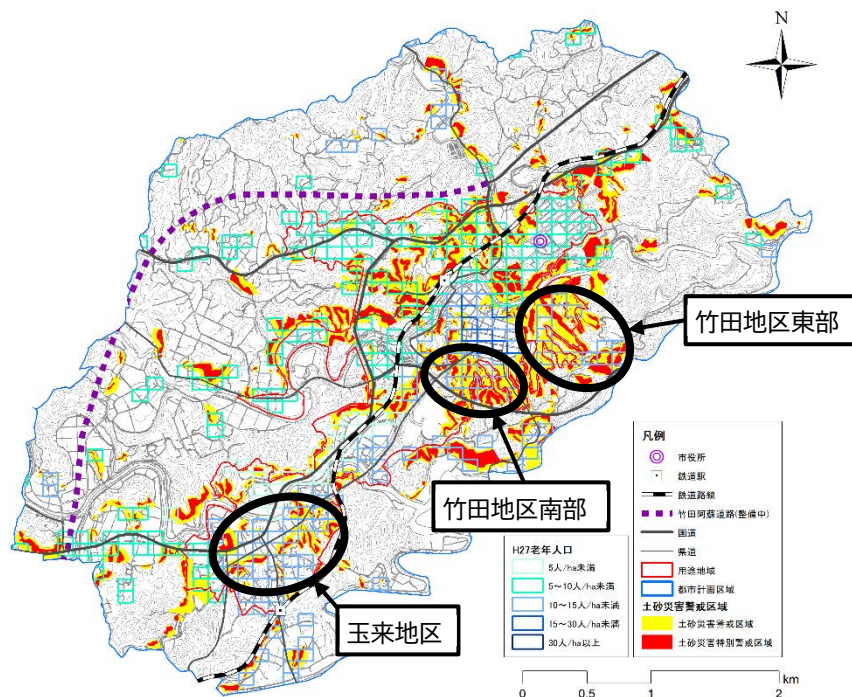 N
竹田地区東部
竹田地区南部
玉来地区
凡例
市役所
鉄道駅
鉄道路線
竹田阿蘇道路(整備中)
国道
県道
用途地域
都市計画区域
土砂災害警戒区域
土砂災害警戒区域
土砂災害特別警戒区域
H27老年人口
5人/ha未満
5～10人/ha未満
10～15人/ha未満
15～30人/ha未満
30人/ha以上
km
0 0.5 1 2